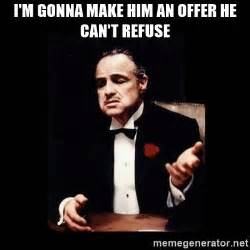 I'M GONNA MAKE HIM AN OFFER HE
CAN'T REFUSE
memegenerator.net